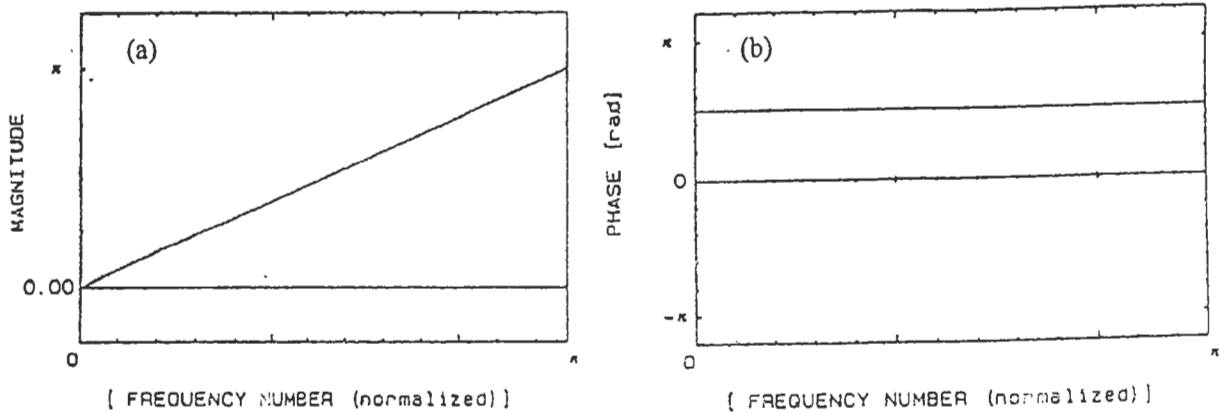 (a)
π
MAGNITUDE
0.00
0
π
[ FREQUENCY NUMBER (normalized) ]
(b)
π
PHASE [rad]
0
-π
0
π
[ FREQUENCY NUMBER (normalized) ]